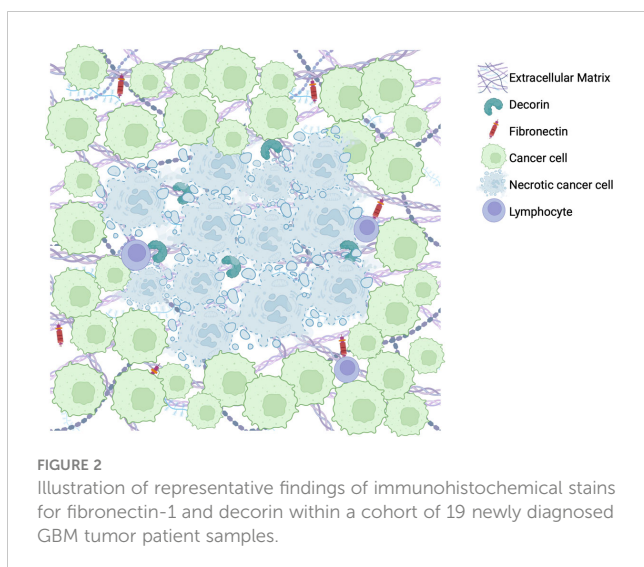 Extracellular Matrix
Decorin
Fibronectin
Cancer cell
Necrotic cancer cell
Lymphocyte
FIGURE 2
Illustration of representative findings of immunohistochemical stains
for fibronectin-1 and decorin within a cohort of 19 newly diagnosed
GBM tumor patient samples.